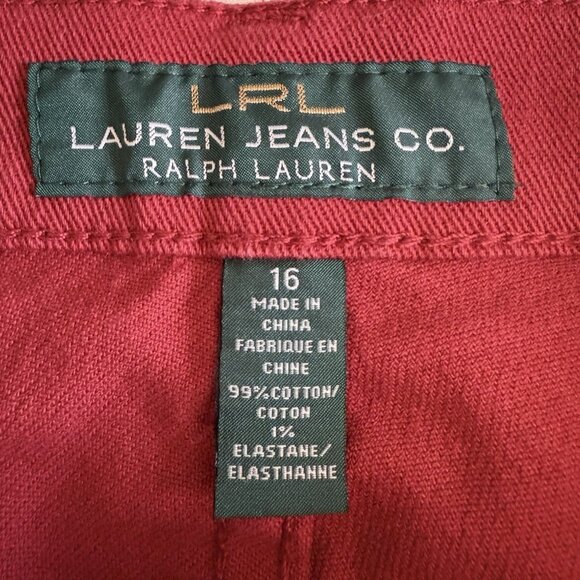 LRL
LAUREN JEANS CO.
RALPH LAUREN
16
MADE IN
CHINA
FABRIQUE EN
CHINE
99% COTTON/
COTON
1%
ELASTANE/
ELASTHANNE